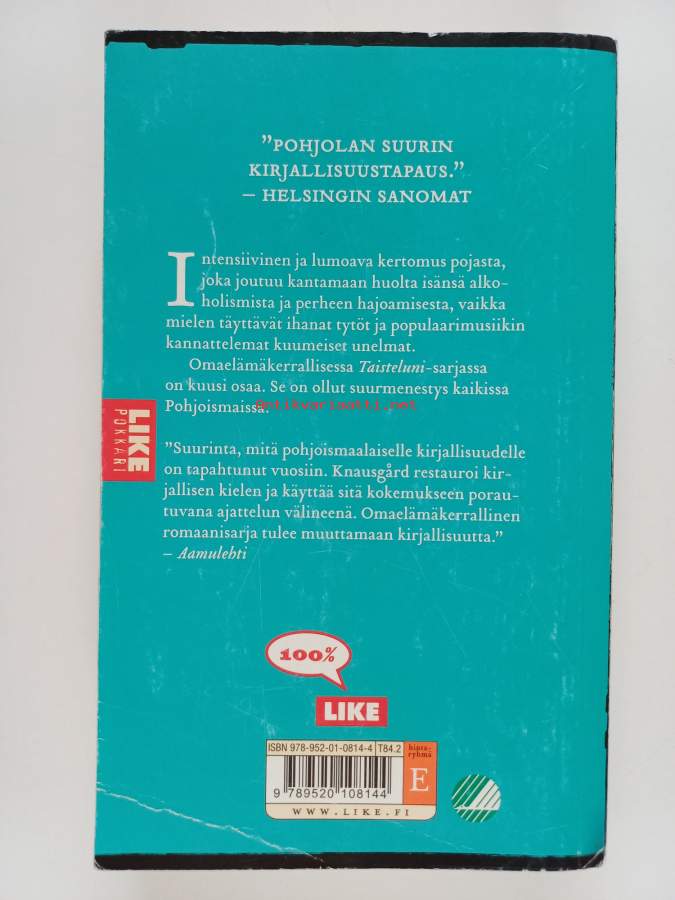 ”POHJOLAN SUURIN
KIRJALLISUUSTAPAUS.”
– HELSINGIN SANOMAT
Intensiivinen ja lumoava kertomus pojasta,
joka joutuu kantamaan huolta isänsä alko-
holismista ja perheen hajoamisesta, vaikka
mielen täyttävät ihanat tytöt ja populaarimusiikin
kannattelemat kuumeiset unelmat.
Omaelämäkerrallisessa Taisteluni-sarjassa
on kuusi osaa. Se on ollut suurmenestys kaikissa
Pohjoismaissa.
antikvariaatti.net
LIKE
POKKARI
”Suurinta, mitä pohjoismaalaiselle kirjallisuudelle
on tapahtunut vuosiin. Knausgård restauroi kir-
jallisen kielen ja käyttää sitä kokemukseen porau-
tuvana ajattelun välineenä. Omaelämäkerrallinen
romaanisarja tulee muuttamaan kirjallisuutta.”
– Aamulehti
100%
LIKE
ISBN 978-952-01-0814-4 T84.2
hinta-
ryhmä
E
9 789520 108144
WWW.LIKE.FI